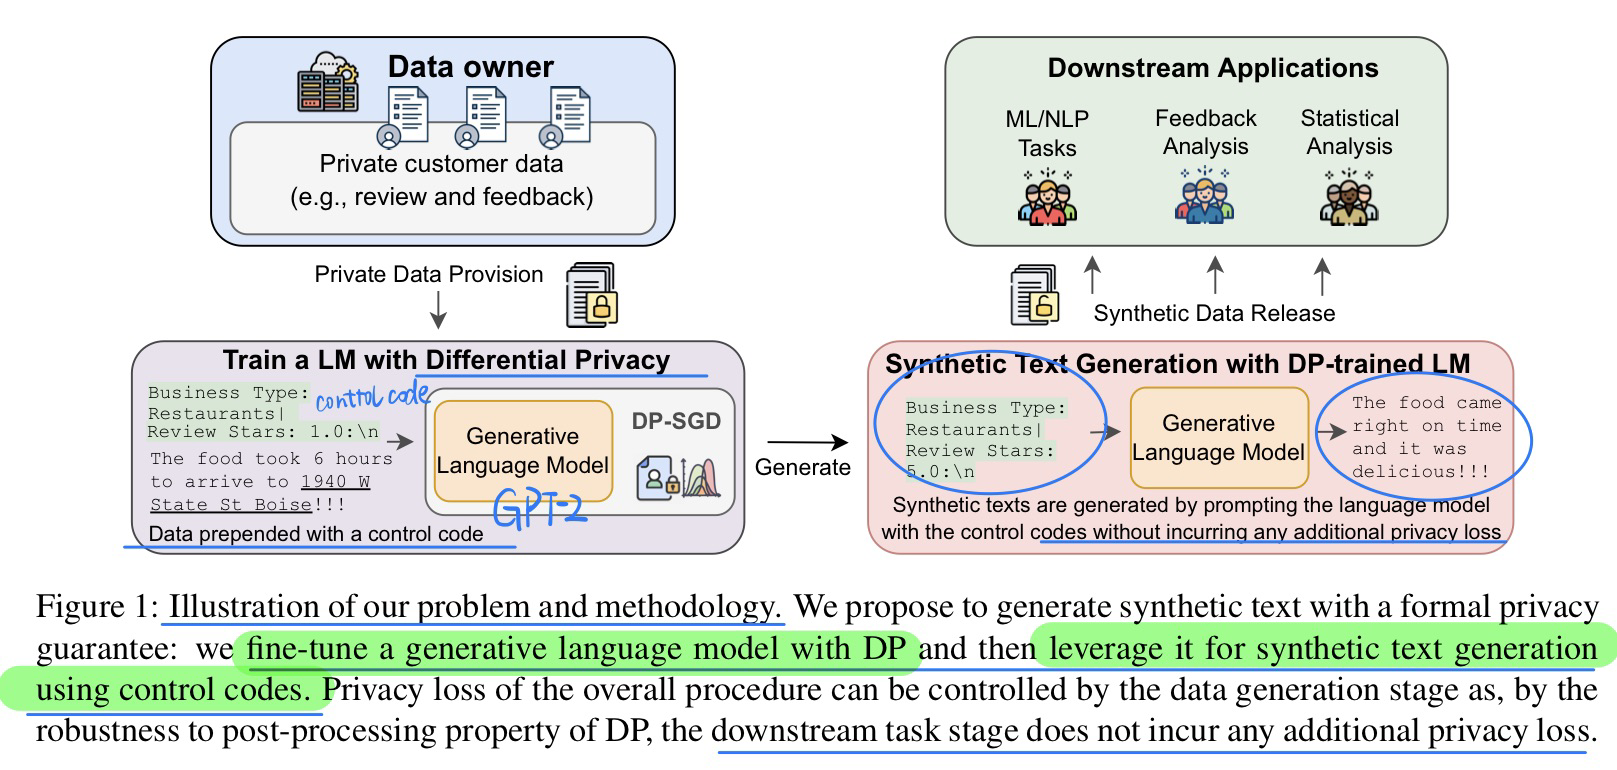 Data owner
Private customer data
(e.g., review and feedback)
Private Data Provision
Train a LM with Differential Privacy
Business Type:
Restaurants|
Review Stars: 1.0:\n
control code
The food took 6 hours
to arrive to 1940 W
State St Boise!!!
Data prepended with a control code
Generative
Language Model
GPT-2
DP-SGD
Generate
Downstream Applications
ML/NLP
Tasks
Feedback
Analysis
Statistical
Analysis
Synthetic Data Release
Synthetic Text Generation with DP-trained LM
Business Type:
Restaurants|
Review Stars:
5.0:\n
Generative
Language Model
The food came
right on time
and it was
delicious!!!
Synthetic texts are generated by prompting the language model
with the control codes without incurring any additional privacy loss
Figure 1: Illustration of our problem and methodology. We propose to generate synthetic text with a formal privacy
guarantee: we fine-tune a generative language model with DP and then leverage it for synthetic text generation
using control codes. Privacy loss of the overall procedure can be controlled by the data generation stage as, by the
robustness to post-processing property of DP, the downstream task stage does not incur any additional privacy loss.